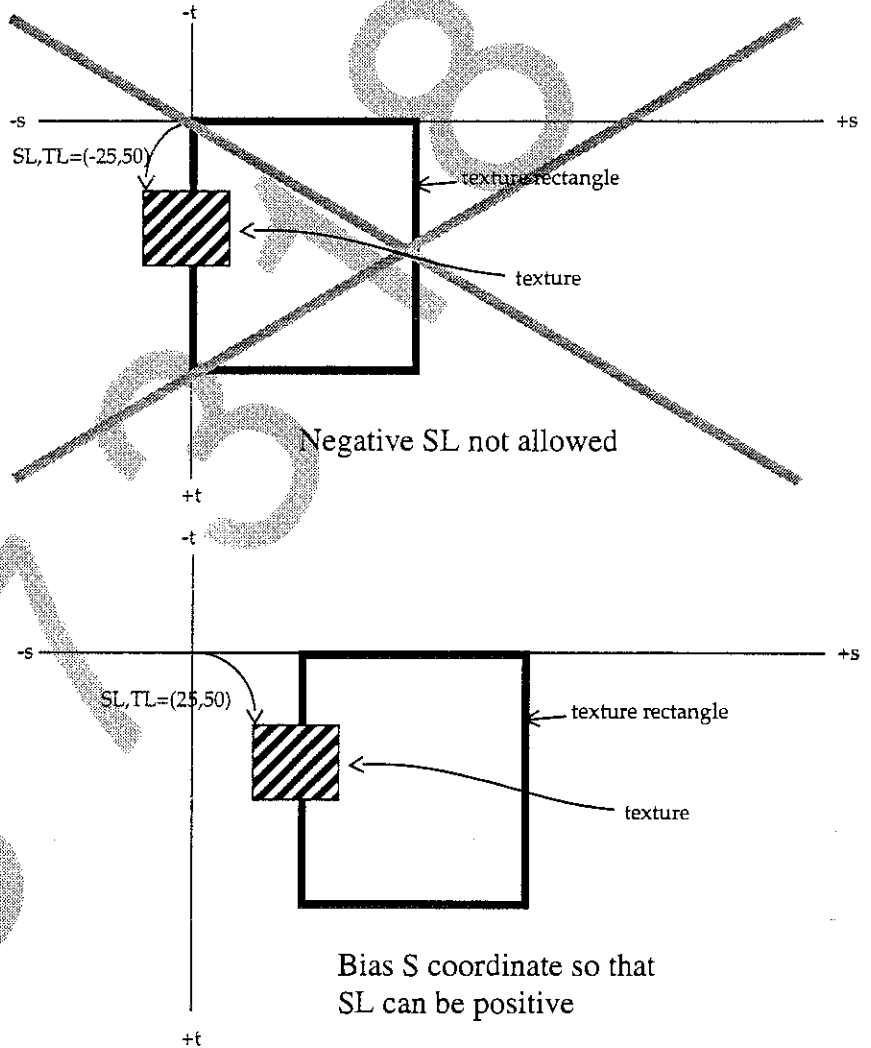 -t
-s
+s
SL,TL=(-25,50)
texture rectangle
texture
Negative SL not allowed
+t
-t
-s
+s
SL,TL=(25,50)
texture rectangle
texture
Bias S coordinate so that
SL can be positive
+t